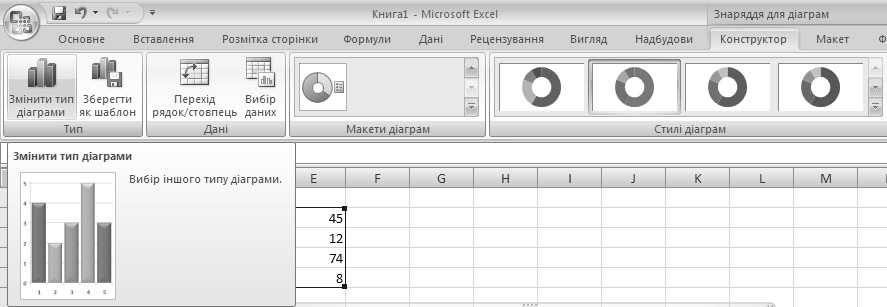 Книга1 - Microsoft Excel
Знаряддя для діаграм
Основне Вставлення Розмітка сторінки Формули Дані Рецензування Вигляд Надбудови Конструктор Макет Ф
Змінити тип діаграми
Зберегти як шаблон
Тип
Перехід рядок/стовпець
Вибір даних
Дані
Макети діаграм
Стилі діаграм
Змінити тип діаграми
Вибір іншого типу діаграми.
5
4
3
2
1
0
1 2 3 4 5
E F G H I J K L M
45
12
74
8